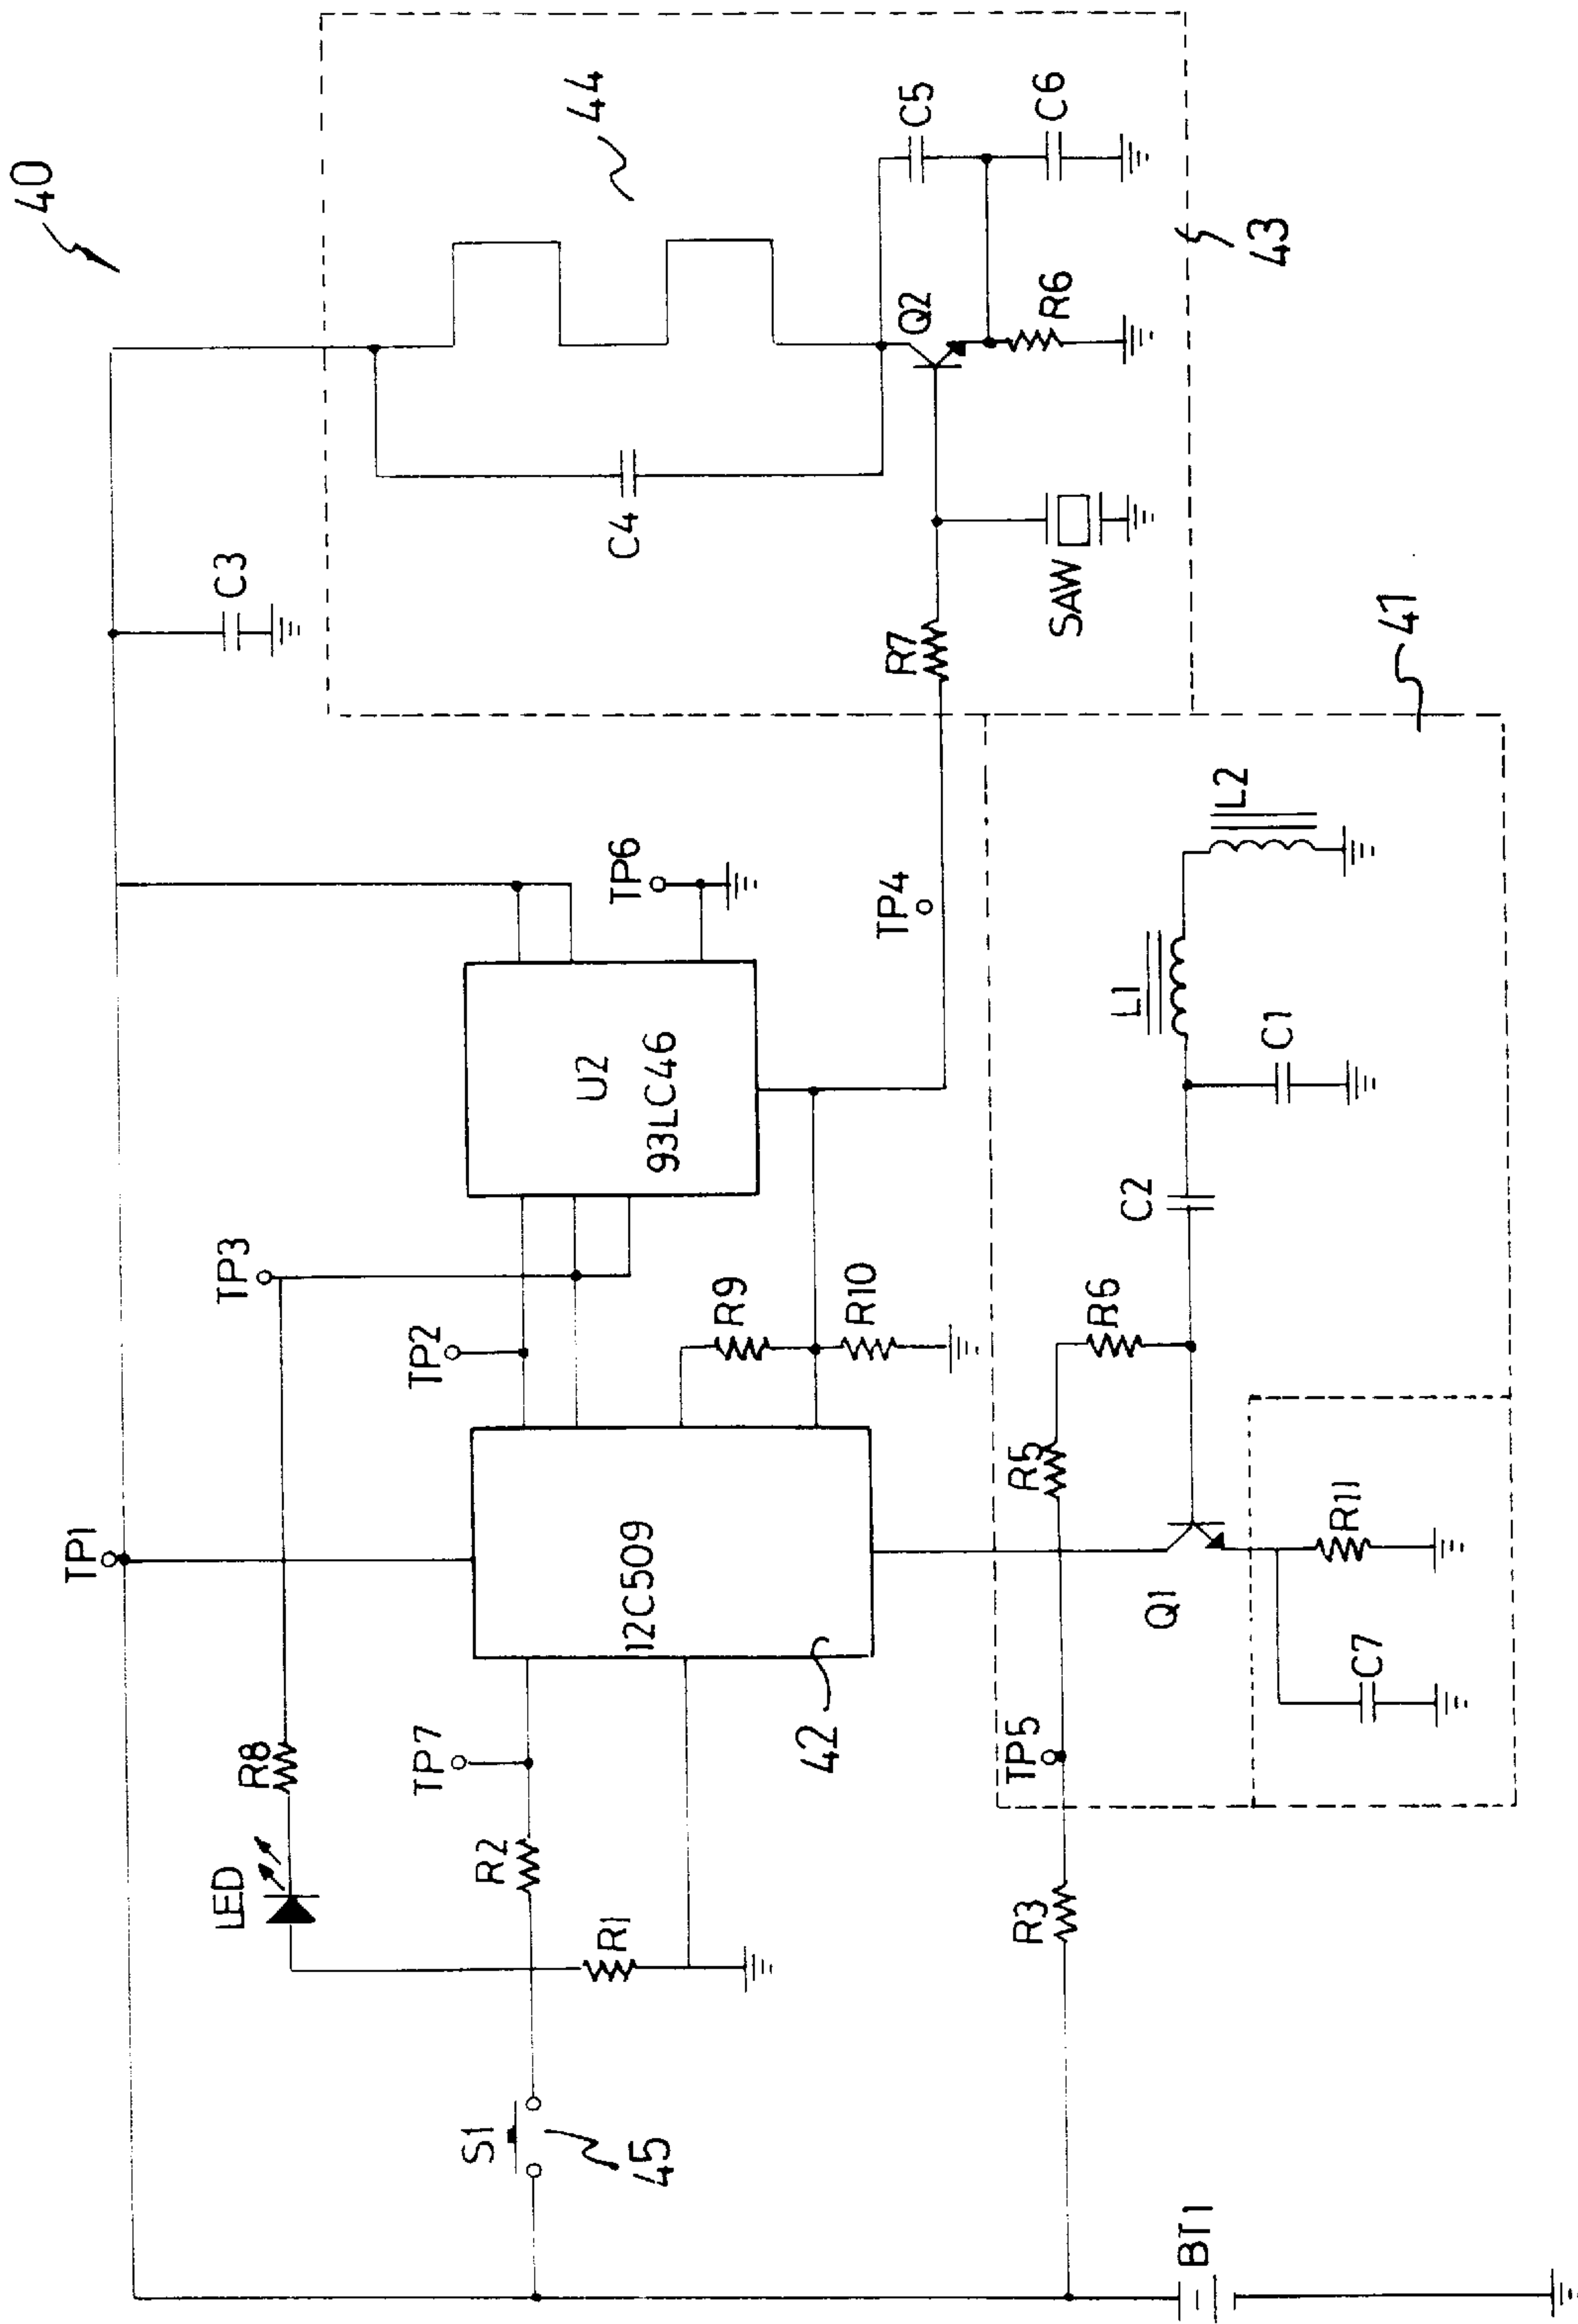 40
44
C5
C6
Q2
R6
43
C4
C3
R7
SAW
41
TP6
TP4
L2
L1
C1
U2
93LC46
C2
TP3
TP2
R9
R10
R6
R5
TP1
12C509
42
Q1
R11
C7
TP5
R8
TP7
LED
R2
R1
R3
S1
45
BT1